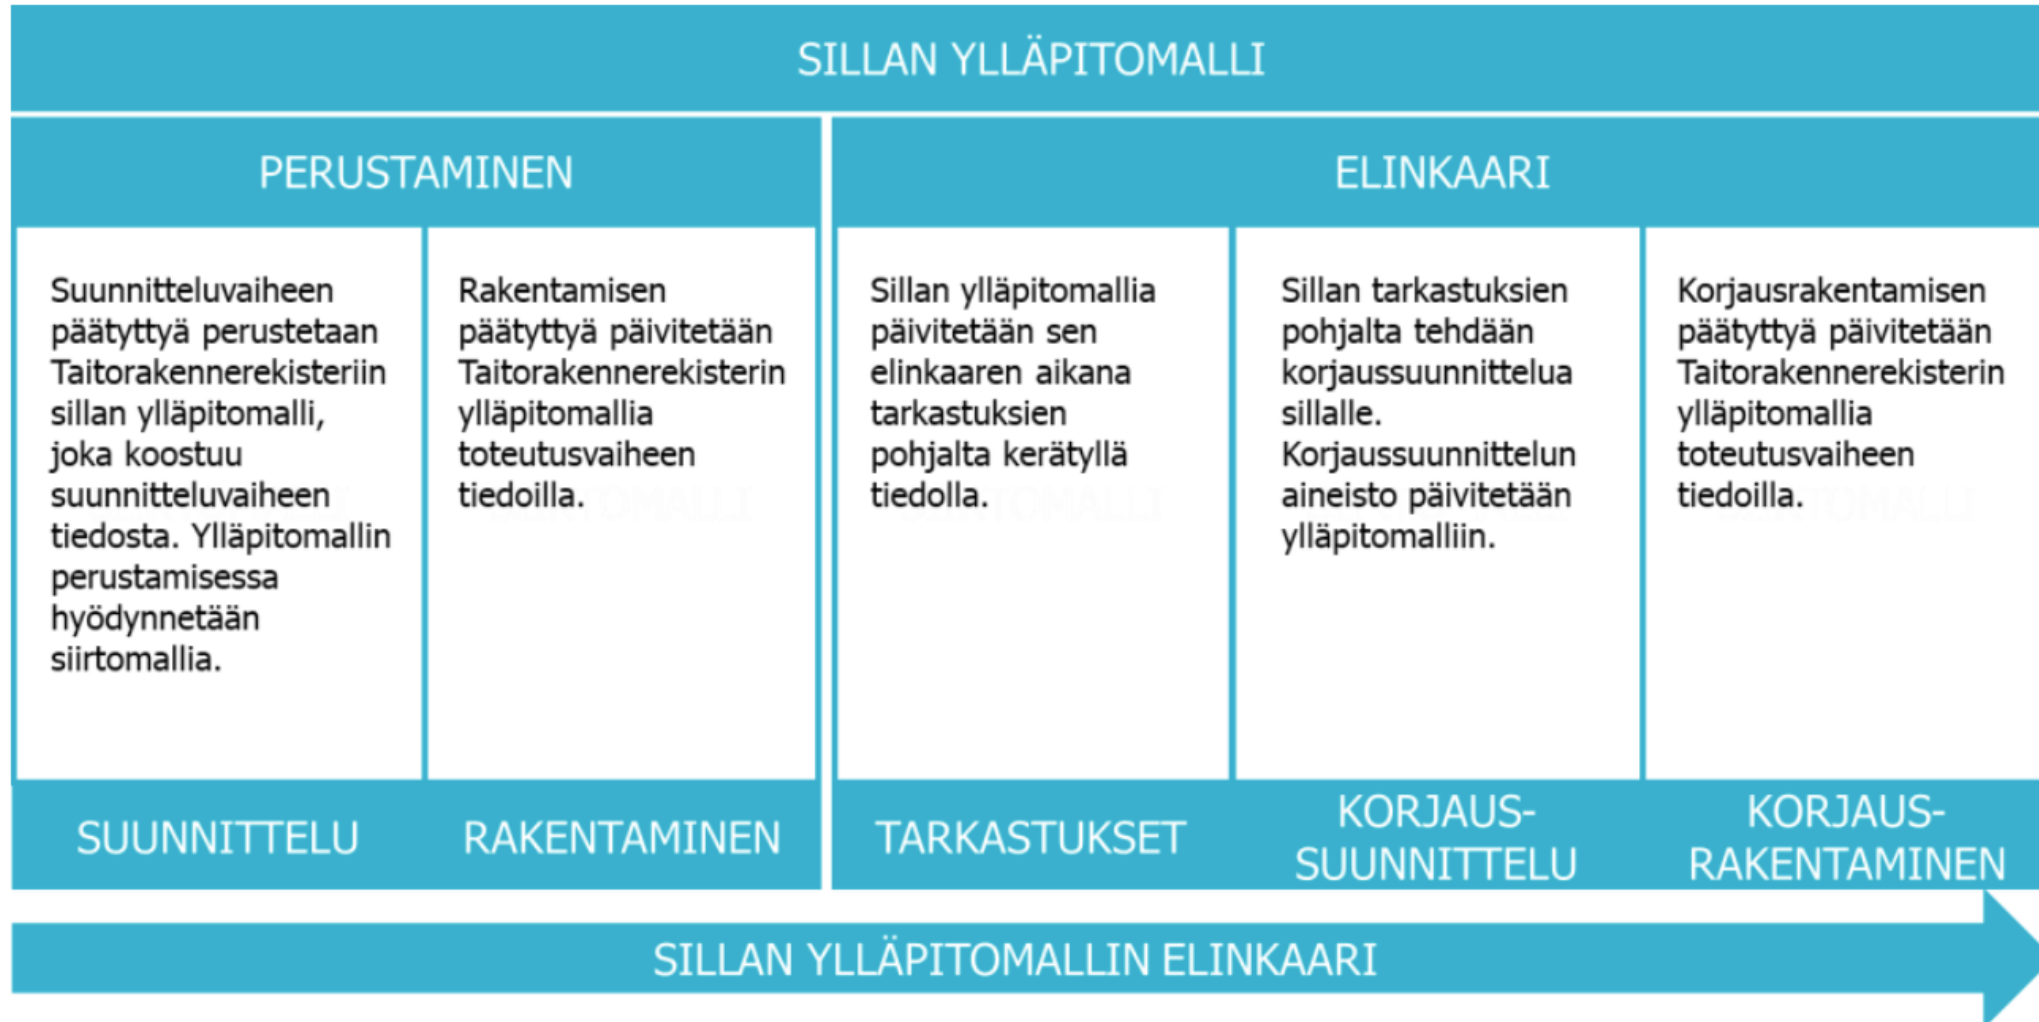 SILLAN YLLÄPITOMALLI
PERUSTAMINEN
ELINKAARI
Suunnitteluvaiheen
päätyttyä perustetaan
Taitorakennerekisteriin
sillan ylläpitomalli,
joka koostuu
suunnitteluvaiheen
tiedosta. Ylläpitomallin
perustamisessa
hyödynnetään
siirtomallia.
Rakentamisen
päätyttyä päivitetään
Taitorakennerekisterin
ylläpitomallia
toteutusvaiheen
tiedoilla.
Sillan ylläpitomallia
päivitetään sen
elinkaaren aikana
tarkastuksien
pohjalta kerätyllä
tiedolla.
Sillan tarkastuksien
pohjalta tehdään
korjaussuunnittelua
sillalle.
Korjaussuunnittelun
aineisto päivitetään
ylläpitomalliin.
Korjausrakentamisen
päätyttyä päivitetään
Taitorakennerekisterin
ylläpitomallia
toteutusvaiheen
tiedoilla.
SUUNNITTELU
RAKENTAMINEN
TARKASTUKSET
KORJAUS-
SUUNNITTELU
KORJAUS-
RAKENTAMINEN
SILLAN YLLÄPITOMALLIN ELINKAARI